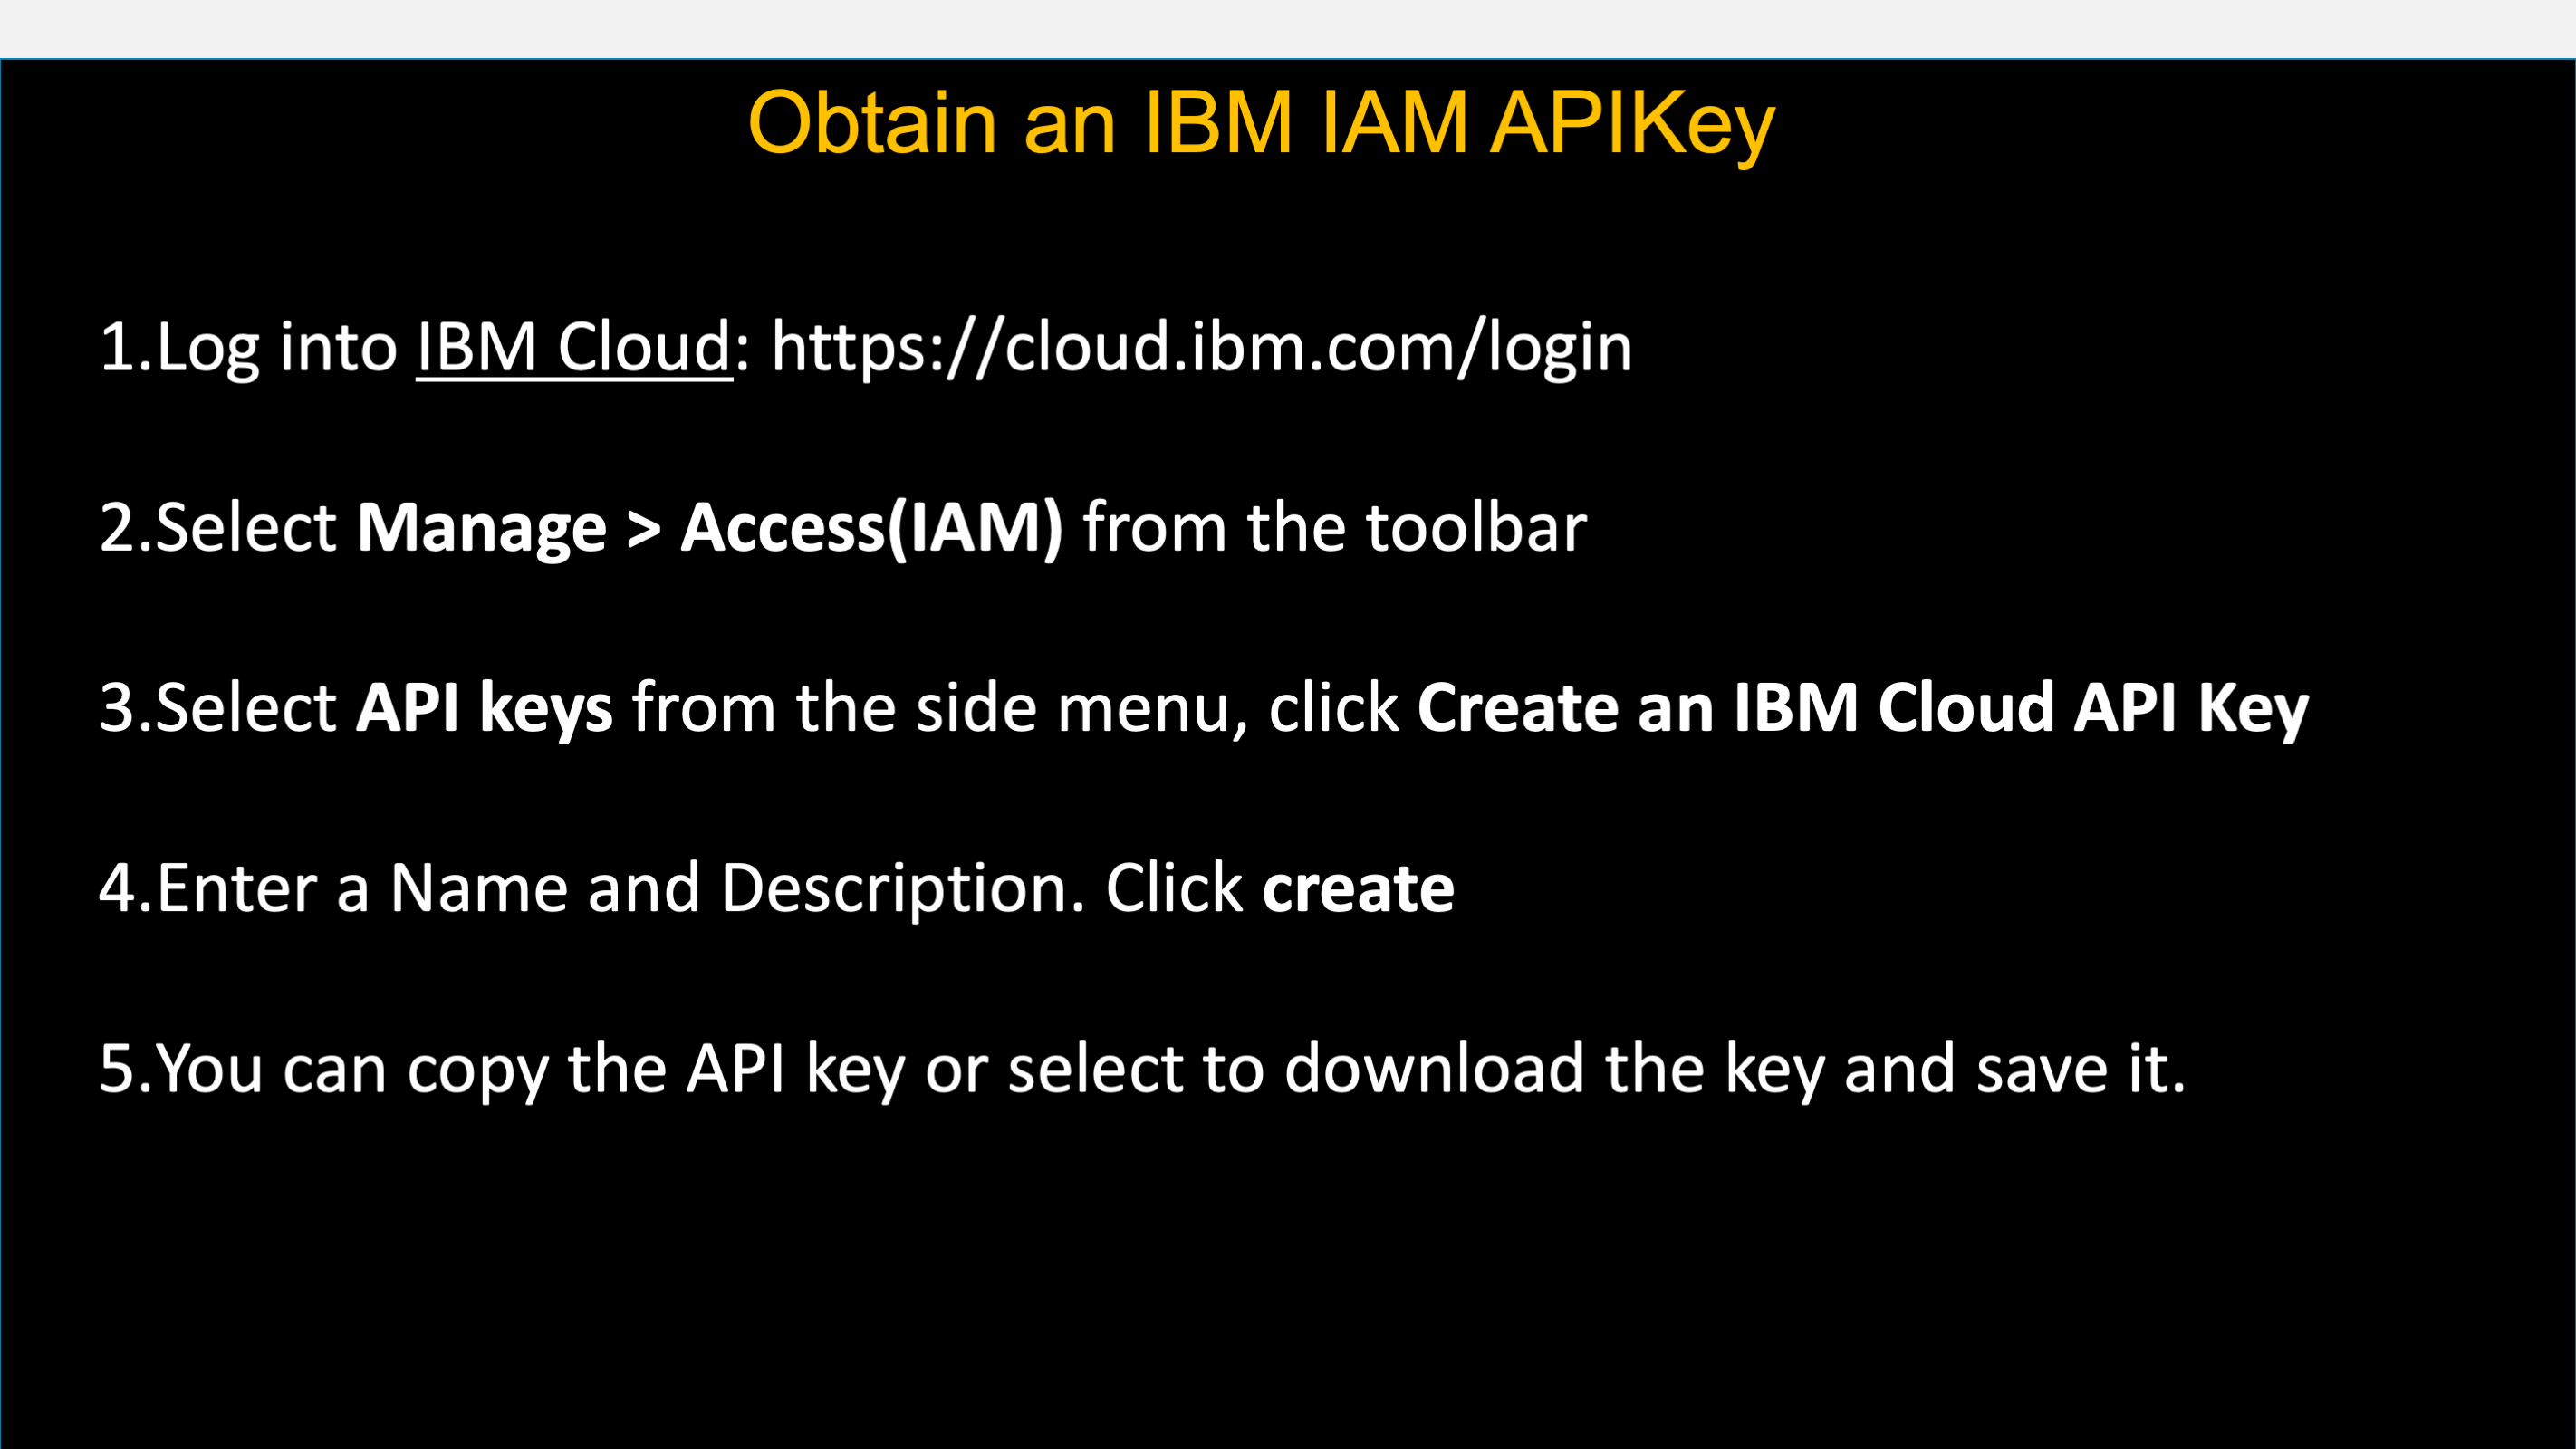 Obtain an IBM IAM APIKey
1.Log into IBM Cloud: https://cloud.ibm.com/login
2.Select Manage > Access(IAM) from the toolbar
3.Select API keys from the side menu, click Create an IBM Cloud API Key
4.Enter a Name and Description. Click create
5.You can copy the API key or select to download the key and save it.